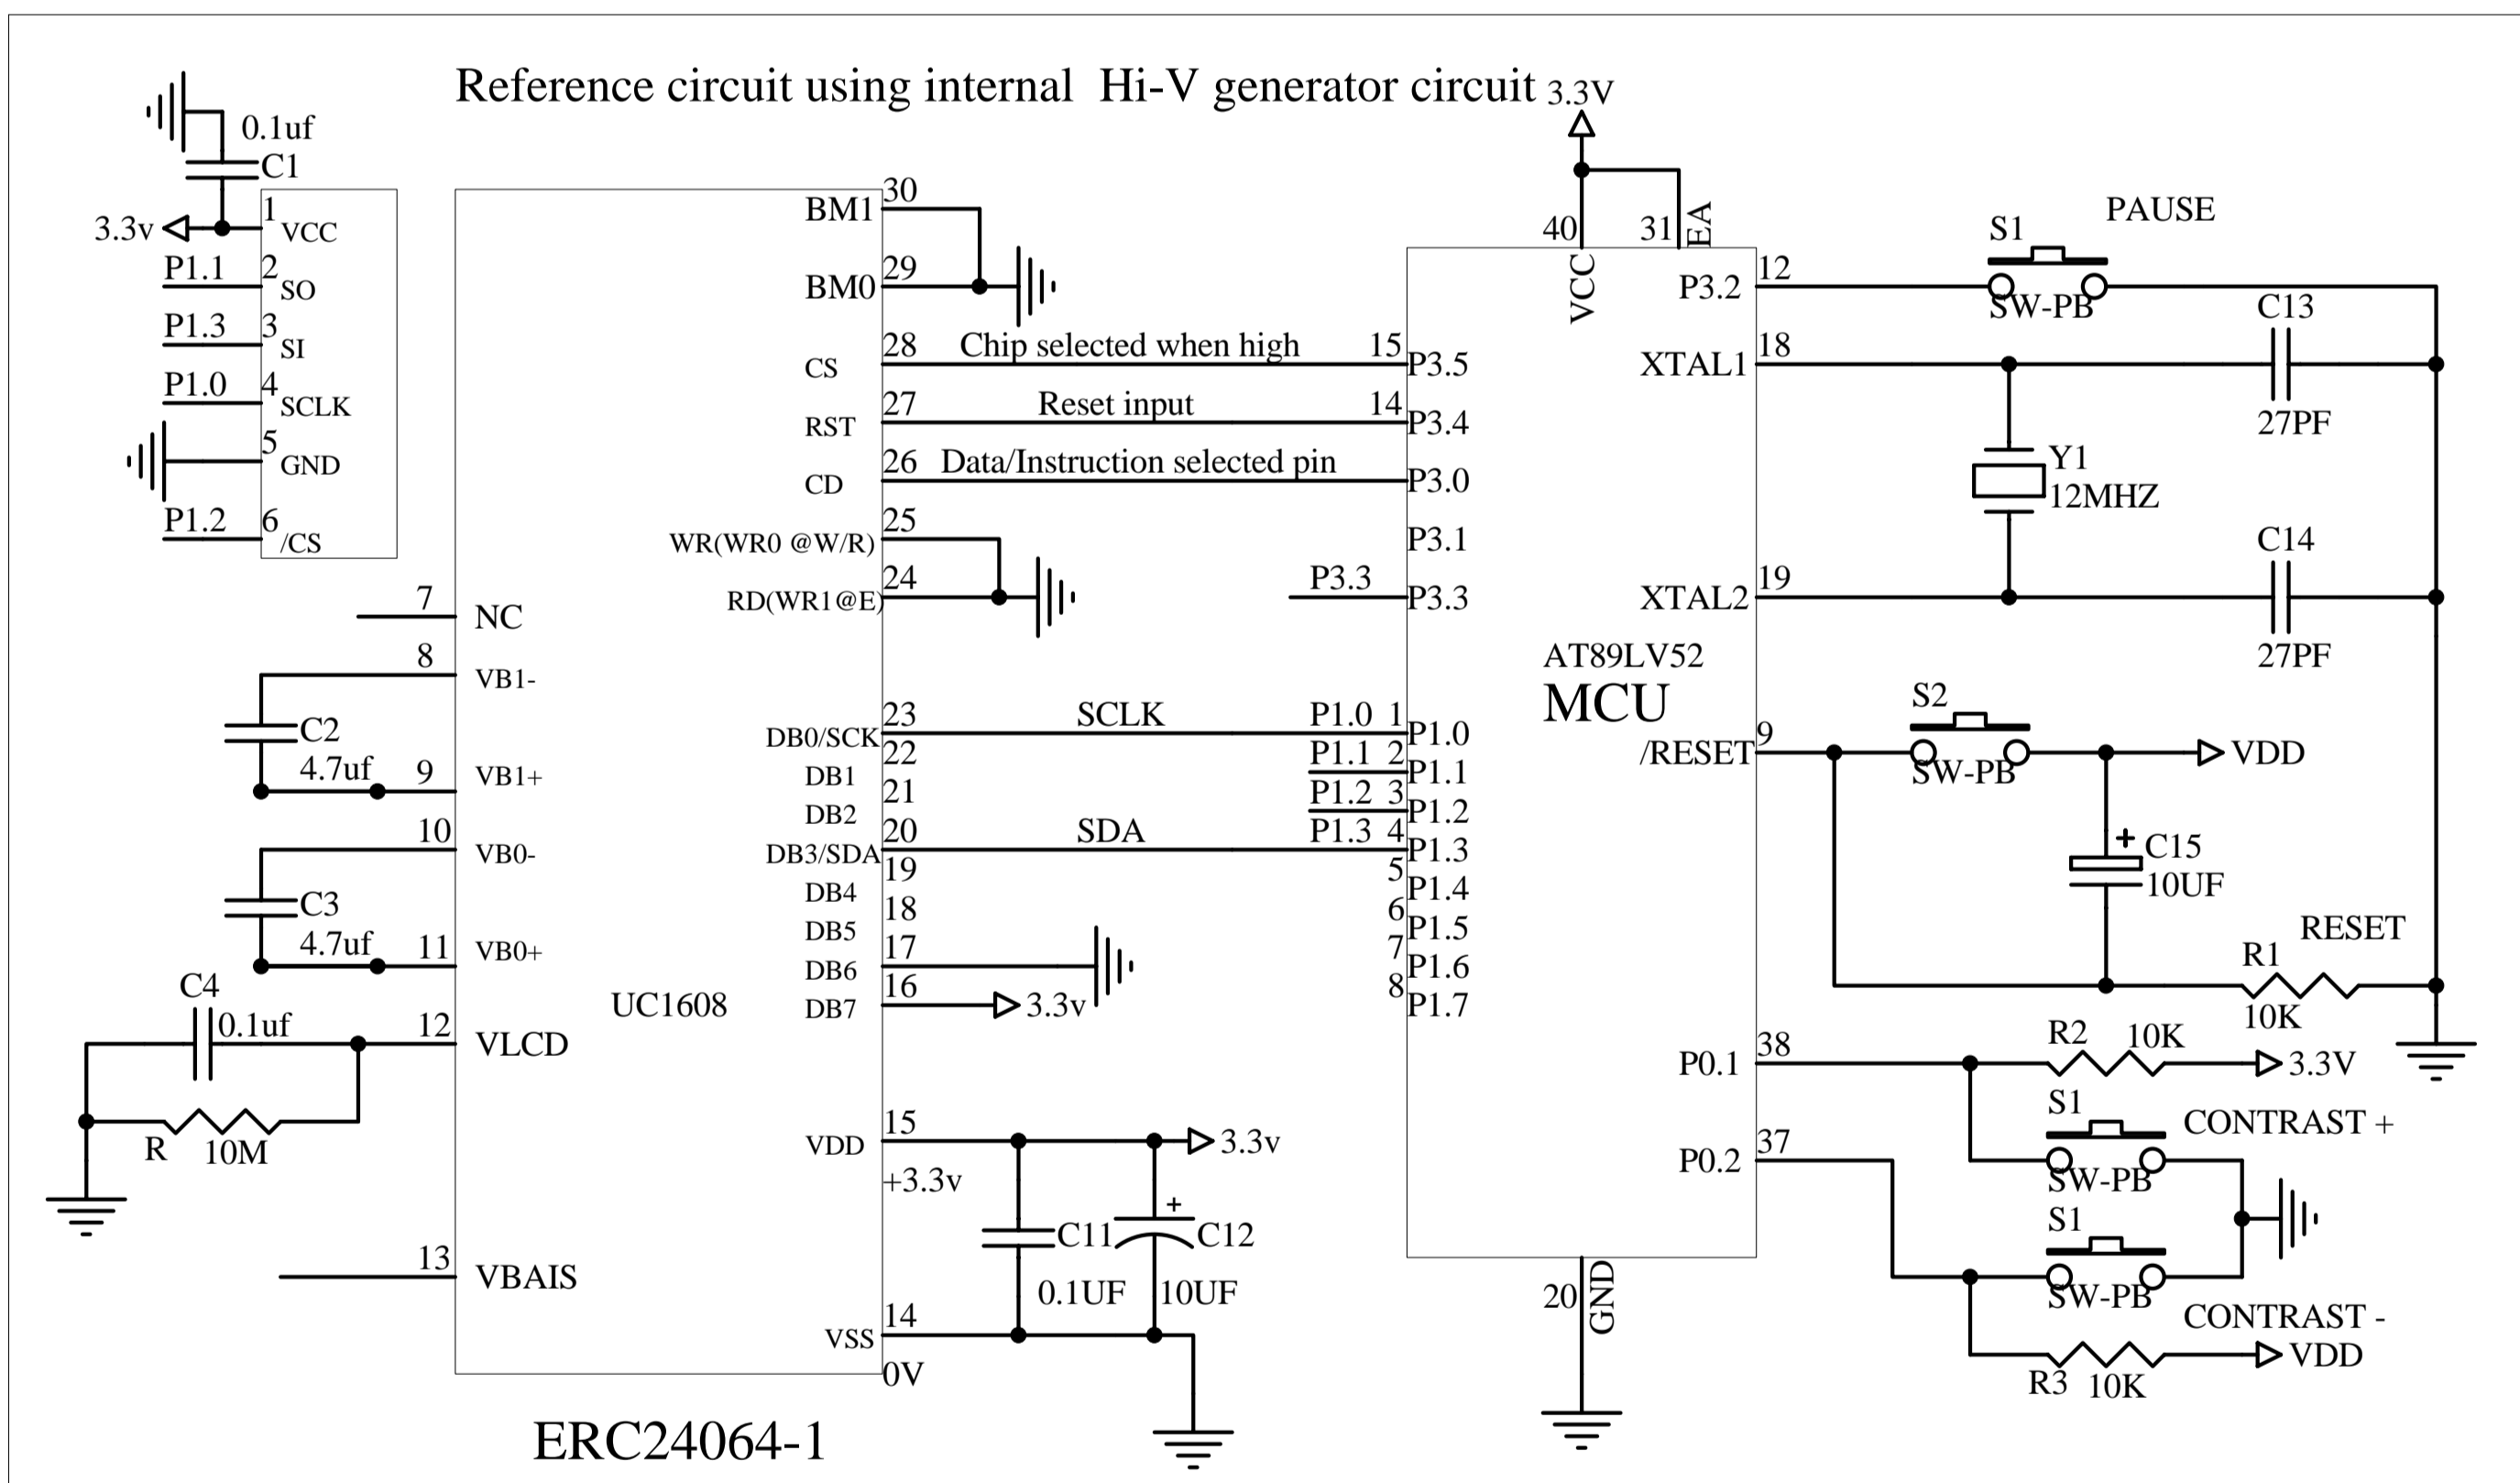 Reference circuit using internal Hi-V generator circuit
3.3V
0.1uf
C1
3.3v
1
VCC
P1.1
2
SO
P1.3
3
SI
P1.0
4
SCLK
5
GND
P1.2
6
/CS
7
NC
8
VB1-
C2
4.7uf
9
VB1+
10
VB0-
C3
4.7uf
11
VB0+
C4
0.1uf
12
VLCD
R
10M
13
VBAIS
UC1608
30
BM1
29
BM0
28
CS
Chip selected when high
27
RST
Reset input
26
CD
Data/Instruction selected pin
25
WR(WR0 @W/R)
24
RD(WR1@E)
23
DB0/SCK
SCLK
22
DB1
21
DB2
20
DB3/SDA
SDA
19
DB4
18
DB5
17
DB6
16
DB7
3.3v
15
VDD
3.3v
+3.3v
C11
0.1UF
+
C12
10UF
14
VSS
0V
ERC24064-1
40
VCC
31
EA
15
P3.5
14
P3.4
P3.0
P3.1
P3.3
P3.3
P1.0 1
P1.0
P1.1 2
P1.1
P1.2 3
P1.2
P1.3 4
P1.3
5
P1.4
6
P1.5
7
P1.6
8
P1.7
AT89LV52
MCU
20
GND
12
P3.2
S1
PAUSE
SW-PB
18
XTAL1
C13
27PF
Y1
12MHZ
19
XTAL2
C14
27PF
9
/RESET
S2
SW-PB
VDD
+
C15
10UF
RESET
R1
10K
38
P0.1
R2
10K
3.3V
S1
CONTRAST +
SW-PB
37
P0.2
S1
SW-PB
CONTRAST -
R3
10K
VDD